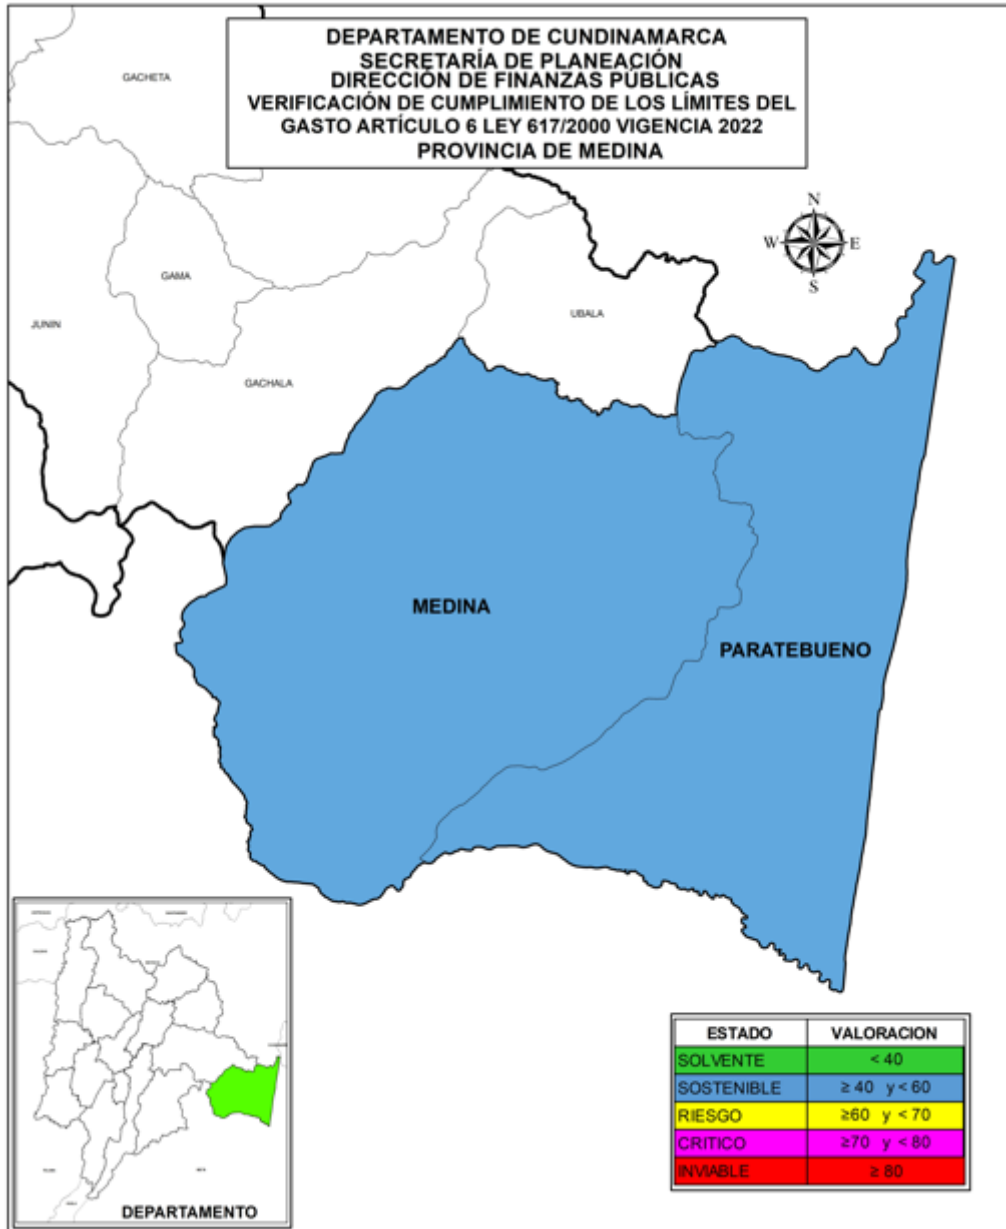 DEPARTAMENTO DE CUNDINAMARCA
SECRETARÍA DE PLANEACIÓN
DIRECCIÓN DE FINANZAS PÚBLICAS
VERIFICACIÓN DE CUMPLIMIENTO DE LOS LÍMITES DEL
GASTO ARTÍCULO 6 LEY 617/2000 VIGENCIA 2022
PROVINCIA DE MEDINA
GACHETA
N
W E
S
GAMA
UBALA
JUNIN
GACHALA
MEDINA
PARATEBUENO
ESTADO VALORACION
SOLVENTE < 40
SOSTENIBLE ≥ 40 y < 60
RIESGO ≥60 y < 70
CRITICO ≥70 y < 80
INVIABLE ≥ 80
META
DEPARTAMENTO